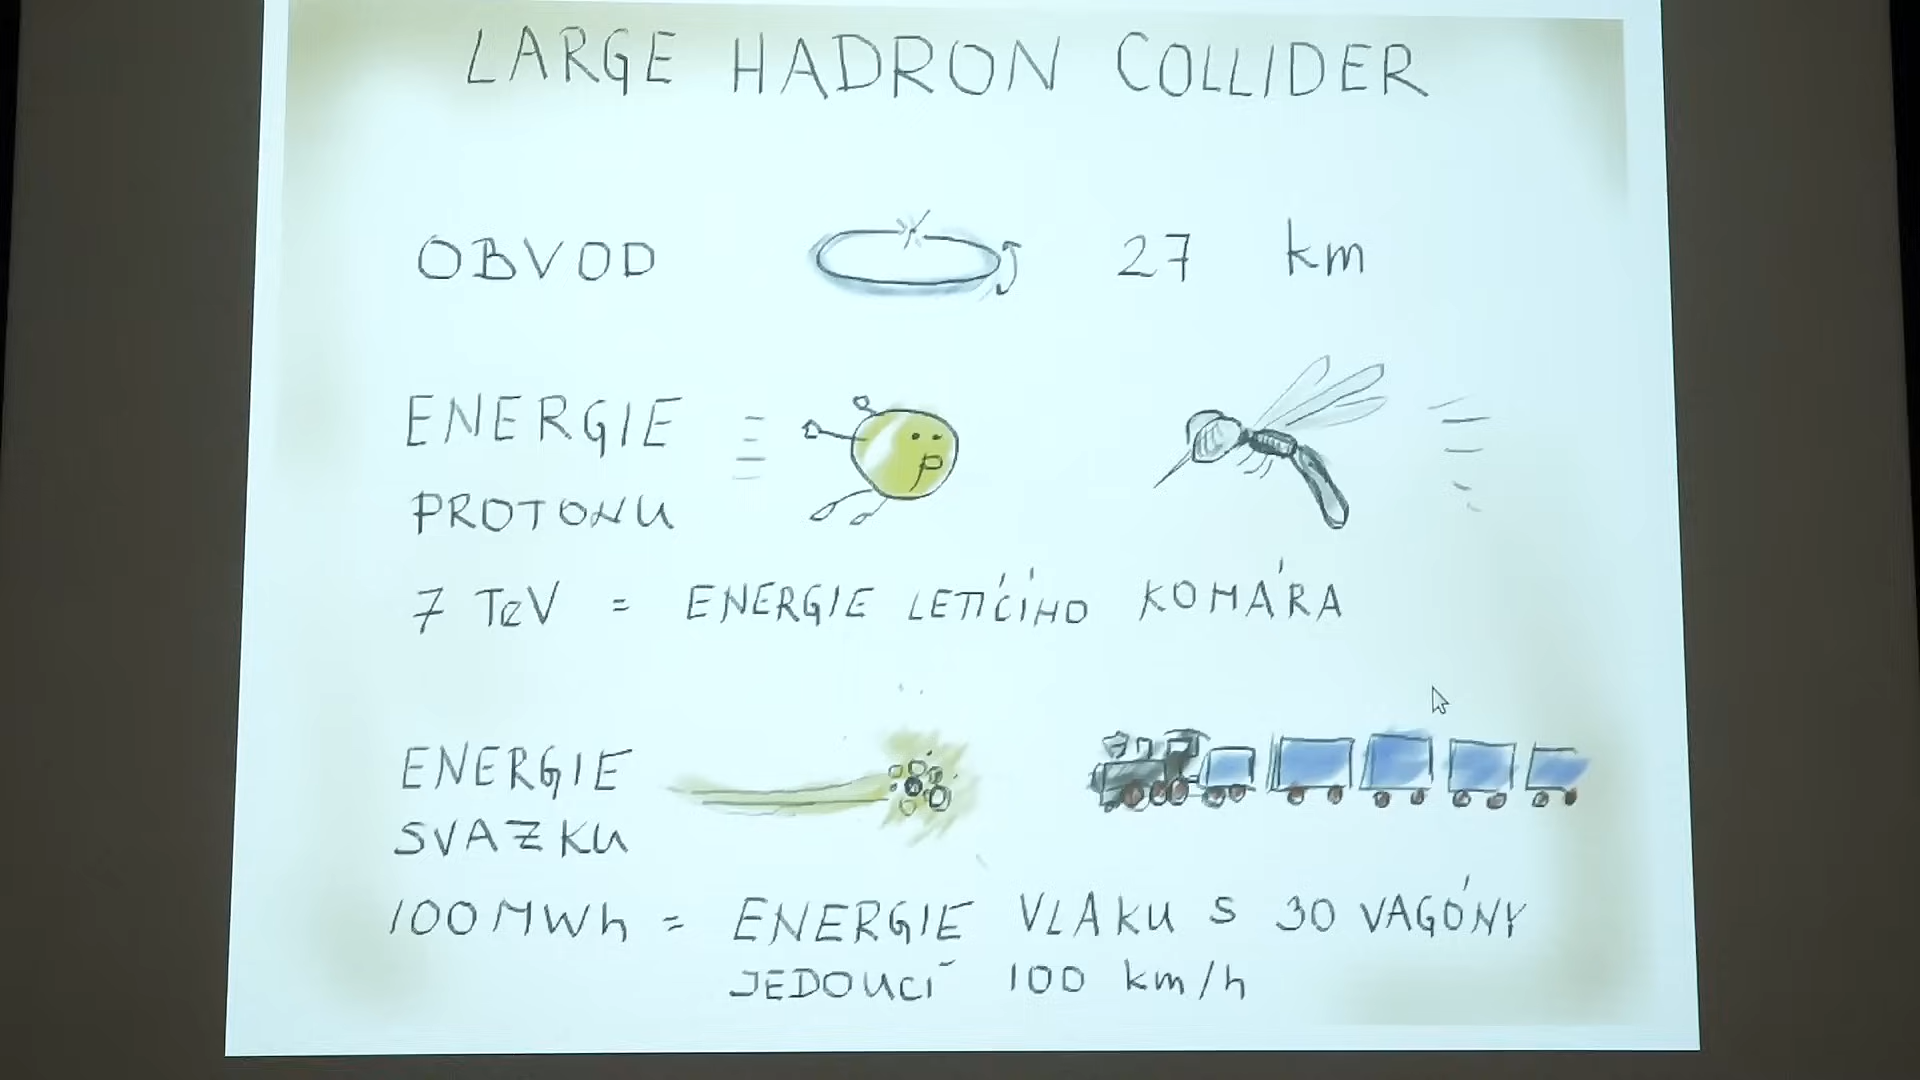 LARGE HADRON COLLIDER
OBVOD 27 km
ENERGIE
PROTONU
p
7 TeV = ENERGIE LETÍCÍHO KOMÁRA
ENERGIE
SVAZKU
100 MWh = ENERGIE VLAKU S 30 VAGÓNY
JEDOUCÍ 100 km/h